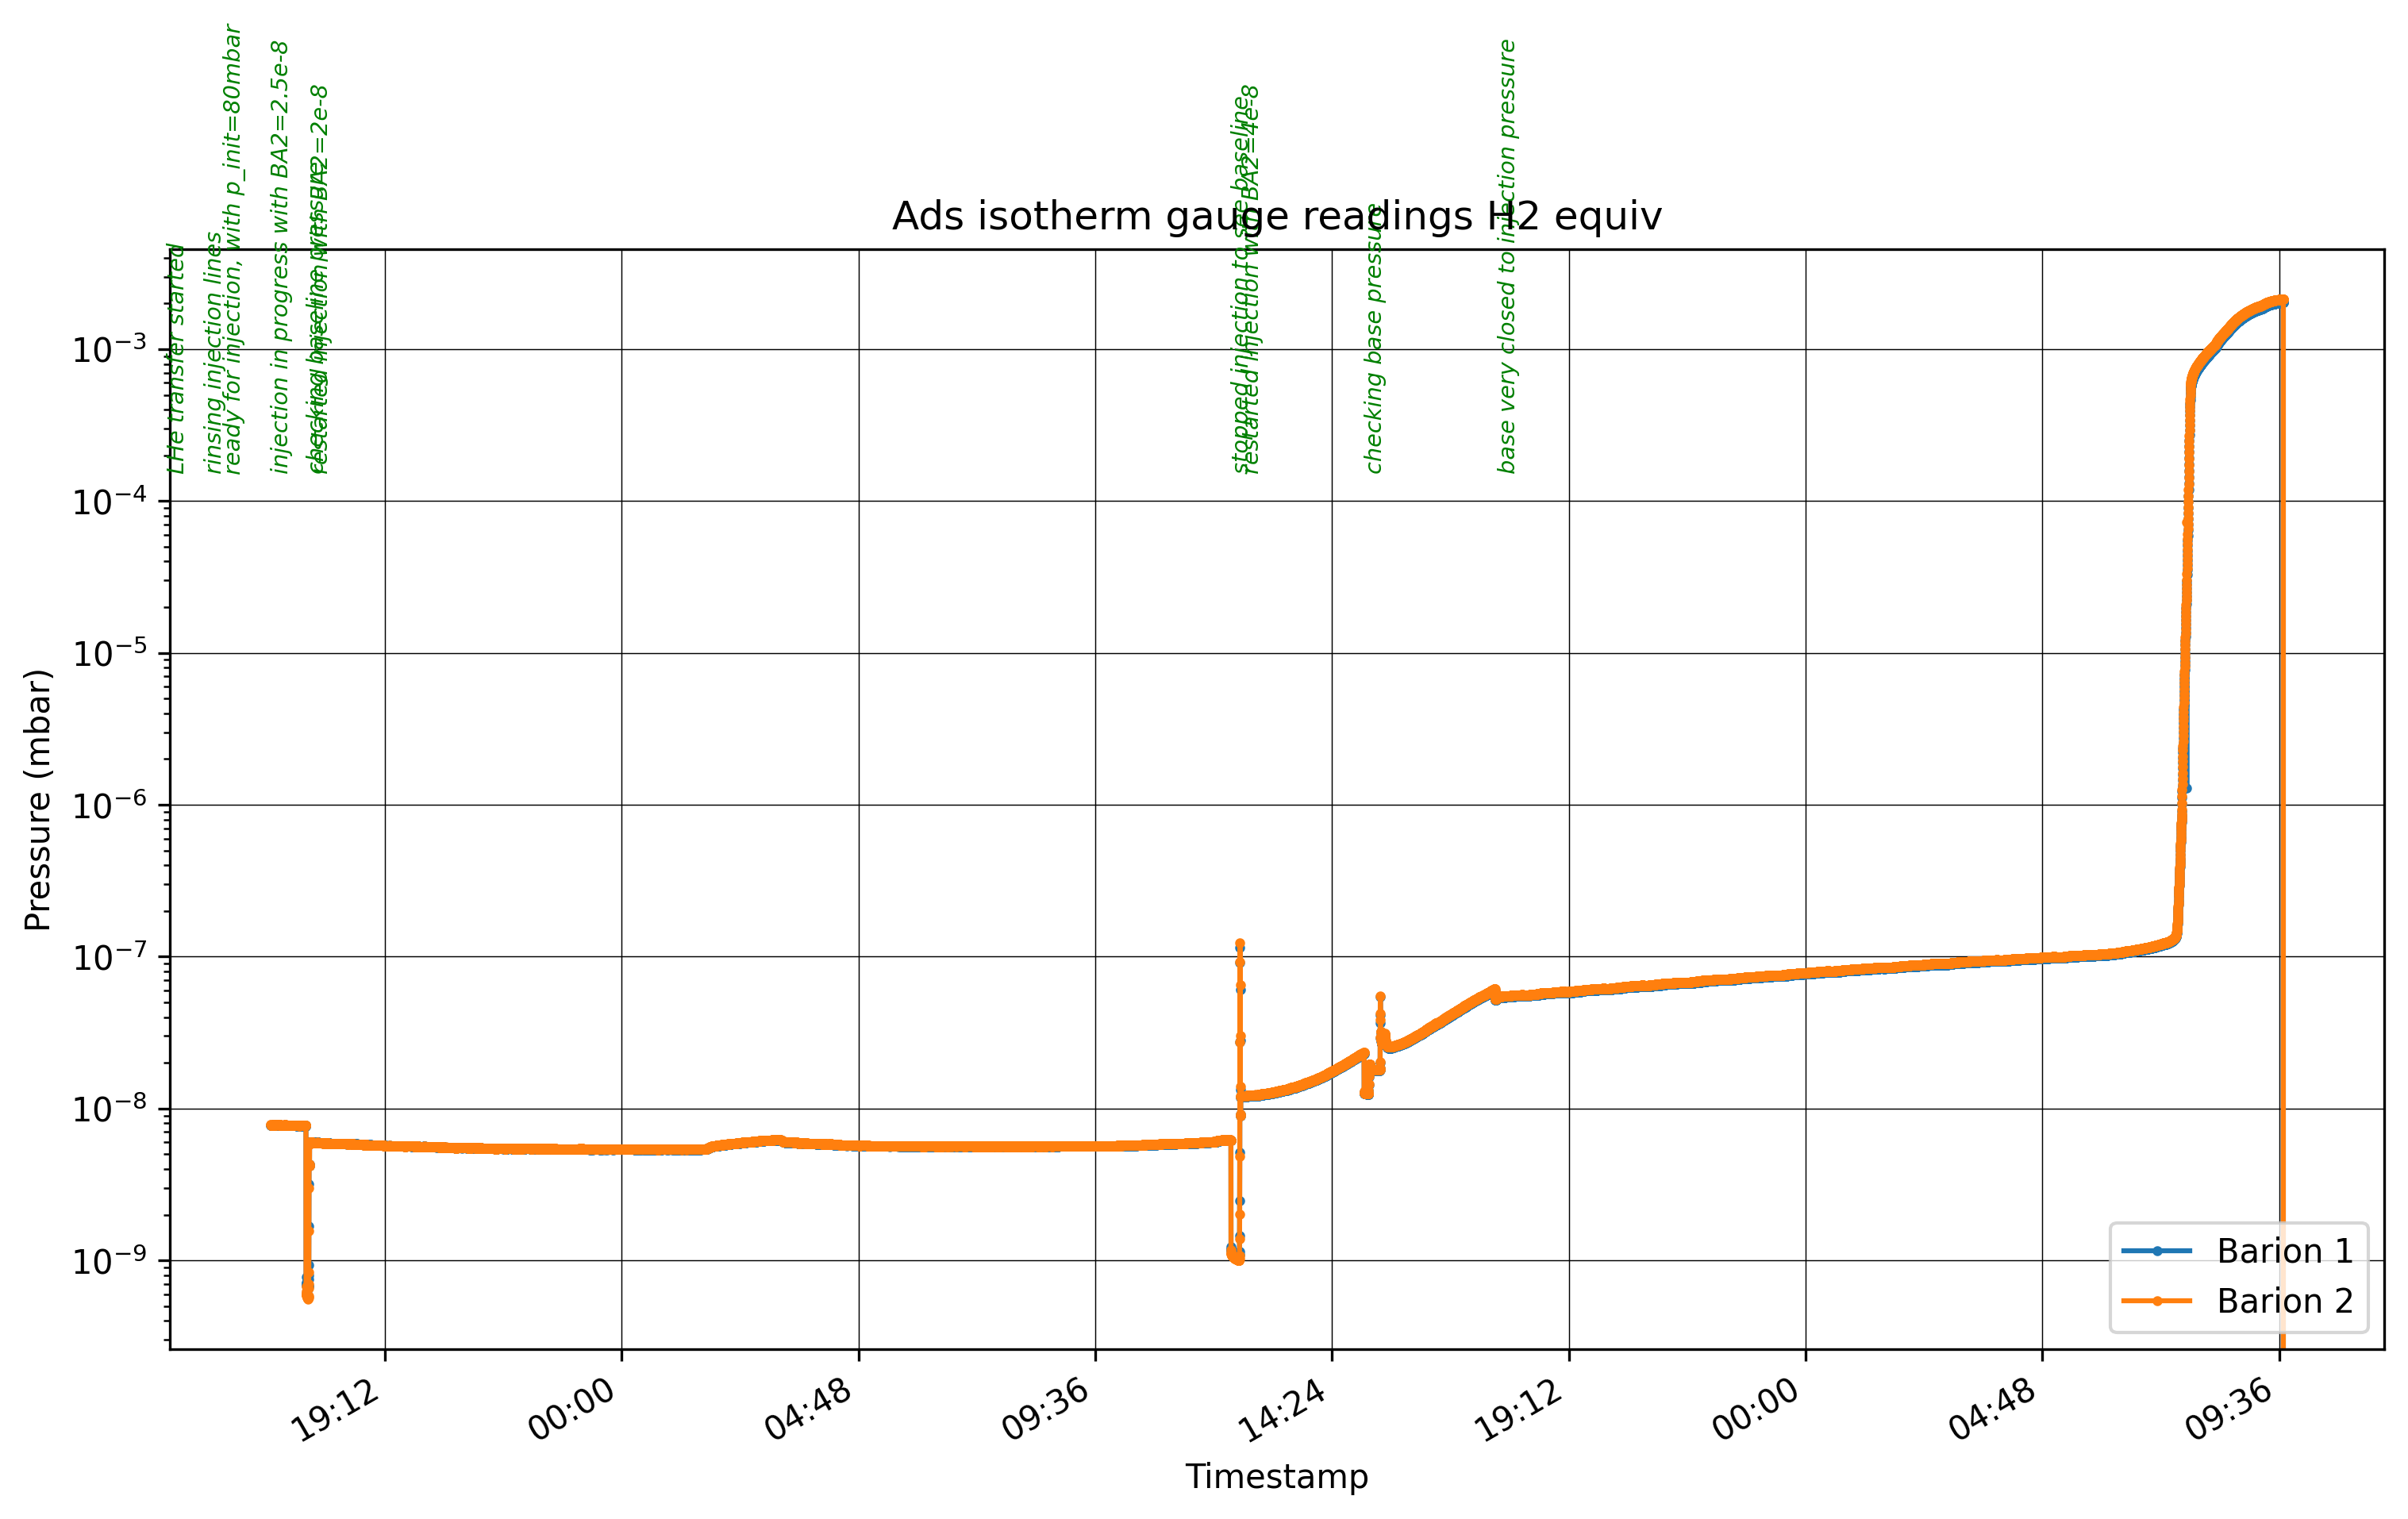 LHe transfer started
rinsing injection lines
ready for injection, with p_init=80mbar
injection in progress with BA2=2.5e-8
checking baseline pressure
restarted injection with BA2=2e-8
stopped injection to see baseline
restarted injection with BA2=4e-8
checking base pressure
base very closed to injection pressure
Ads isotherm gauge readings H2 equiv
Pressure (mbar)
10⁻³
10⁻⁴
10⁻⁵
10⁻⁶
10⁻⁷
10⁻⁸
10⁻⁹
Barion 1
Barion 2
19:12
00:00
04:48
09:36
14:24
19:12
00:00
04:48
09:36
Timestamp